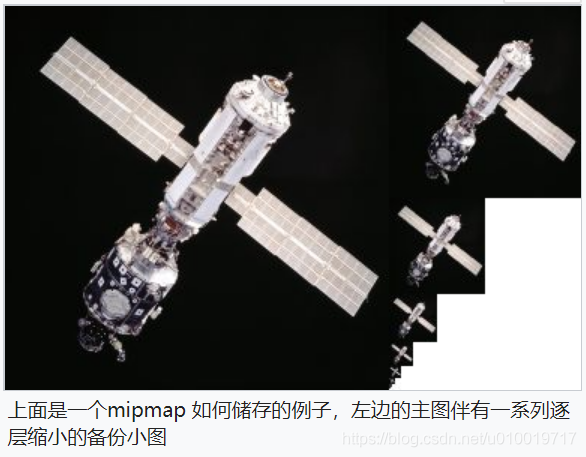 上面是一个mipmap 如何储存的例子，左边的主图伴有一系列逐
层缩小的备份小图
https://blog.csdn.net/u010019717